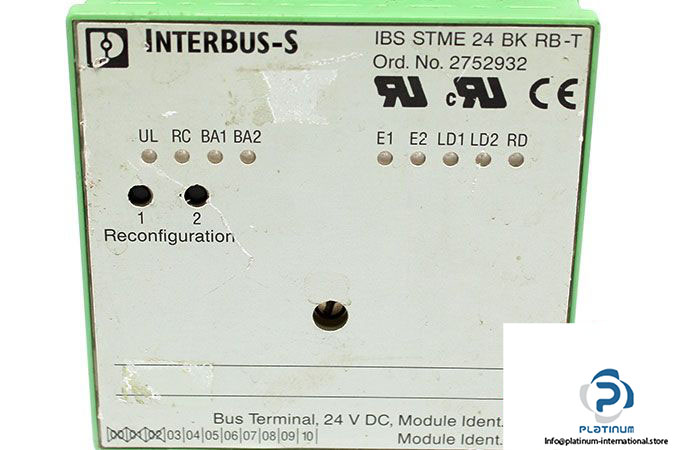 INTERBUS-S
IBS STME 24 BK RB-T
Ord. No. 2752932
c
CE
UL RC BA1 BA2
E1 E2 LD1 LD2 RD
1 2
Reconfiguration
Bus Terminal, 24 V DC, Module Ident.
00 01 02 03 04 05 06 07 08 09 10
Module Ident.
PLATINUM
info@platinum-international.store